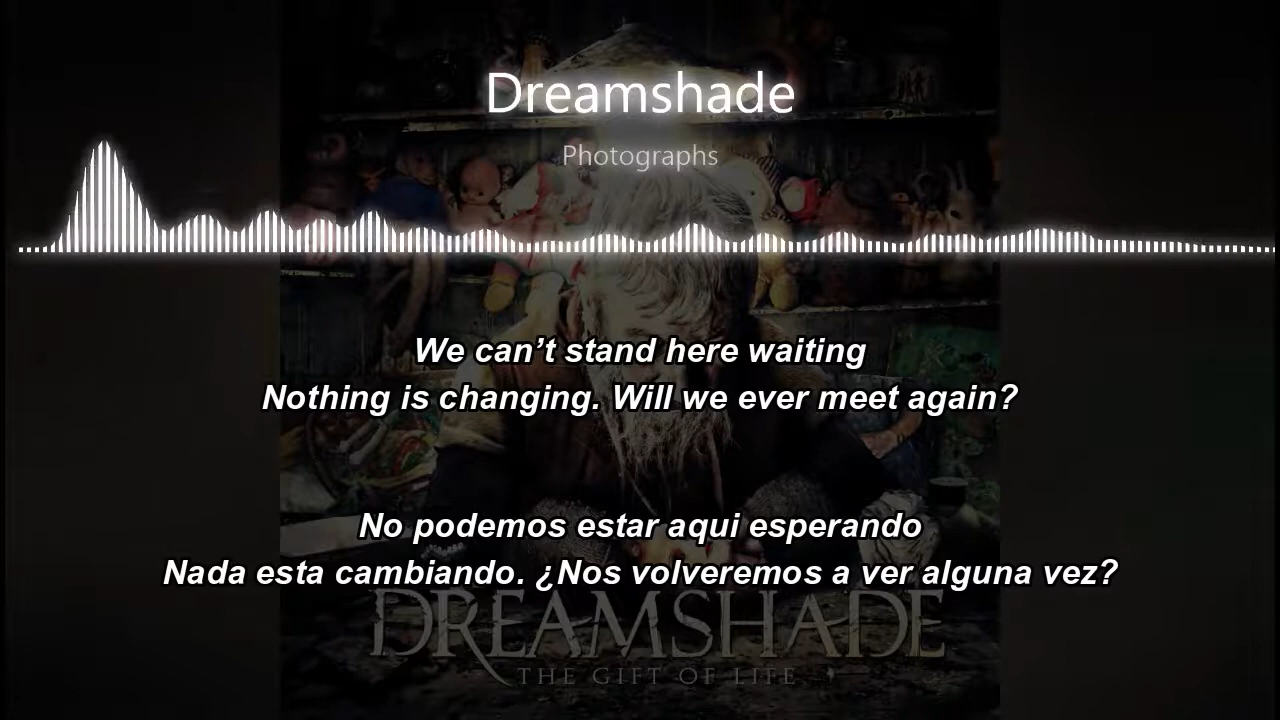 Dreamshade
Photographs
We can’t stand here waiting
Nothing is changing. Will we ever meet again?
No podemos estar aqui esperando
Nada esta cambiando. ¿Nos volveremos a ver alguna vez?
DREAMSHADE
THE GIFT OF LIFE